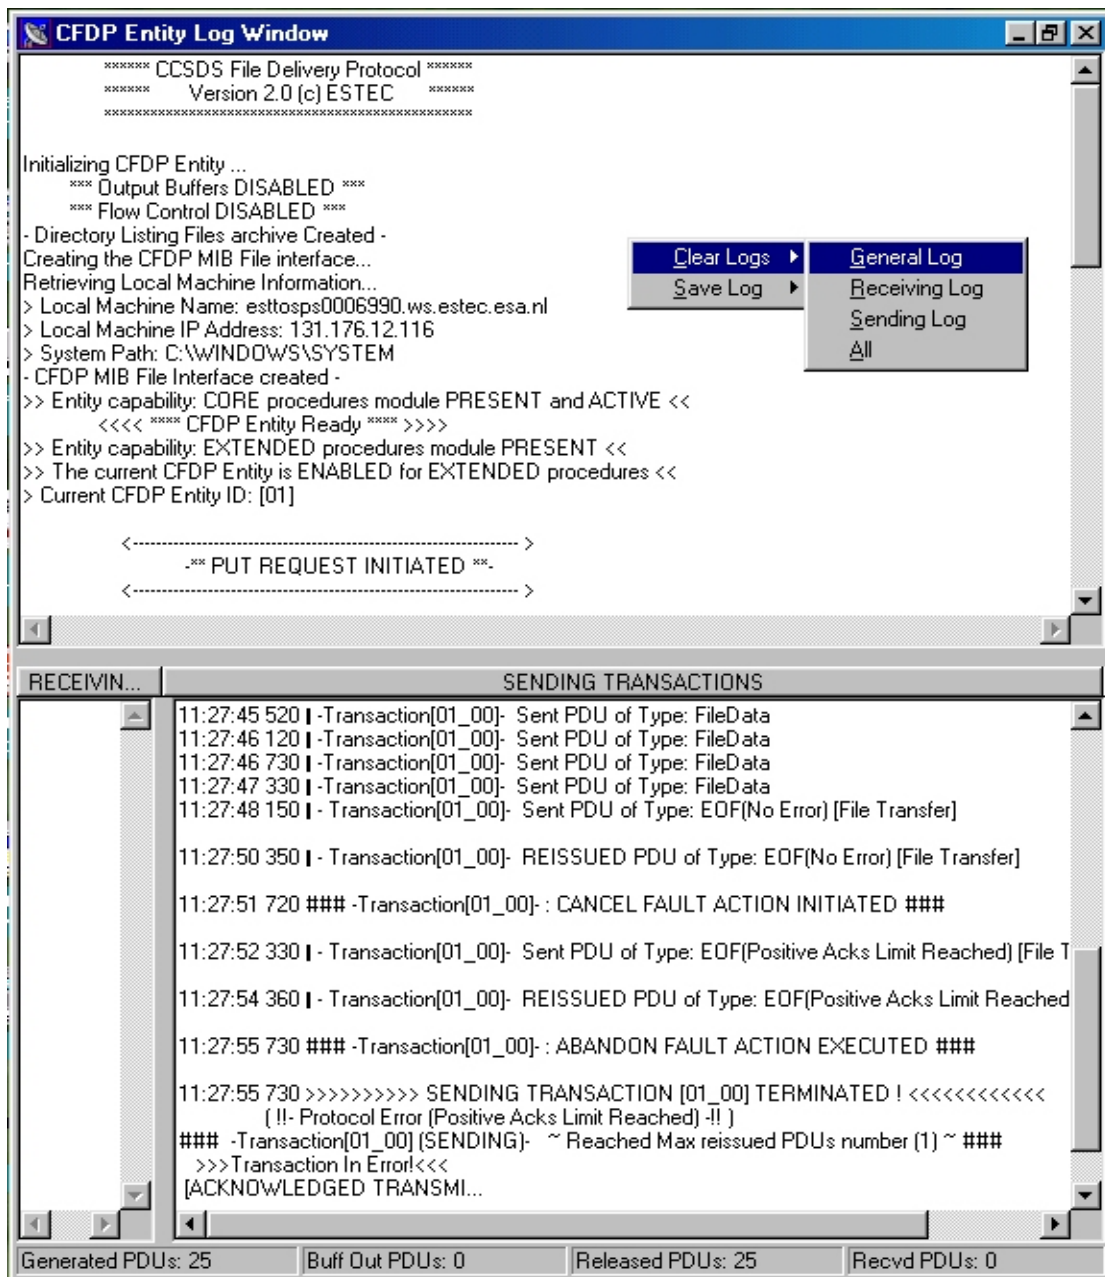 CFDP Entity Log Window
****** CCSDS File Delivery Protocol ******
****** Version 2.0 (c) ESTEC ******
************************************************
Initializing CFDP Entity ...
*** Output Buffers DISABLED ***
*** Flow Control DISABLED ***
- Directory Listing Files archive Created -
Creating the CFDP MIB File interface...
Retrieving Local Machine Information...
> Local Machine Name: esttosps0006990.ws.estec.esa.nl
> Local Machine IP Address: 131.176.12.116
> System Path: C:\WINDOWS\SYSTEM
- CFDP MIB File Interface created -
>> Entity capability: CORE procedures module PRESENT and ACTIVE <<
<<<< **** CFDP Entity Ready **** >>>>
>> Entity capability: EXTENDED procedures module PRESENT <<
>> The current CFDP Entity is ENABLED for EXTENDED procedures <<
> Current CFDP Entity ID: [01]
<------------------------------------------------------------------- >
-** PUT REQUEST INITIATED **-
<------------------------------------------------------------------- >
Clear Logs
Save Log
General Log
Receiving Log
Sending Log
All
RECEIVIN...
SENDING TRANSACTIONS
11:27:45 520 | -Transaction[01_00]- Sent PDU of Type: FileData
11:27:46 120 | -Transaction[01_00]- Sent PDU of Type: FileData
11:27:46 730 | -Transaction[01_00]- Sent PDU of Type: FileData
11:27:47 330 | -Transaction[01_00]- Sent PDU of Type: FileData
11:27:48 150 | - Transaction[01_00]- Sent PDU of Type: EOF(No Error) [File Transfer]
11:27:50 350 | - Transaction[01_00]- REISSUED PDU of Type: EOF(No Error) [File Transfer]
11:27:51 720 ### -Transaction[01_00]- : CANCEL FAULT ACTION INITIATED ###
11:27:52 330 | - Transaction[01_00]- Sent PDU of Type: EOF(Positive Acks Limit Reached) [File T
11:27:54 360 | - Transaction[01_00]- REISSUED PDU of Type: EOF(Positive Acks Limit Reached
11:27:55 730 ### -Transaction[01_00]- : ABANDON FAULT ACTION EXECUTED ###
11:27:55 730 >>>>>>>>>> SENDING TRANSACTION [01_00] TERMINATED ! <<<<<<<<<<<<
( !!- Protocol Error (Positive Acks Limit Reached) -!! )
### -Transaction[01_00] (SENDING)- ~ Reached Max reissued PDUs number (1) ~ ###
>>>Transaction In Error!<<<
[ACKNOWLEDGED TRANSMI...
Generated PDUs: 25
Buff Out PDUs: 0
Released PDUs: 25
Recvd PDUs: 0